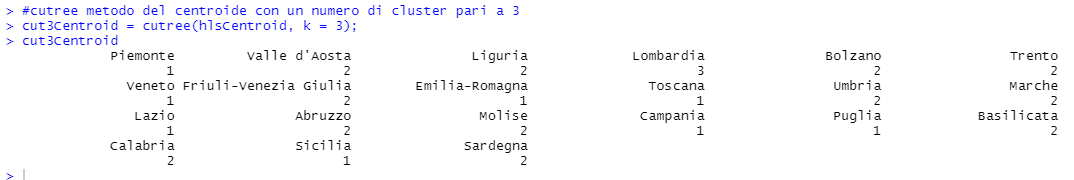 > #cutree metodo del centroide con un numero di cluster pari a 3
> cut3Centroid = cutree(hlsCentroid, k = 3);
> cut3Centroid
Piemonte Valle d'Aosta Liguria Lombardia Bolzano Trento
1 2 2 3 2 2
Veneto Friuli-Venezia Giulia Emilia-Romagna Toscana Umbria Marche
1 2 1 1 2 2
Lazio Abruzzo Molise Campania Puglia Basilicata
1 2 2 1 1 2
Calabria Sicilia Sardegna
2 1 2
>